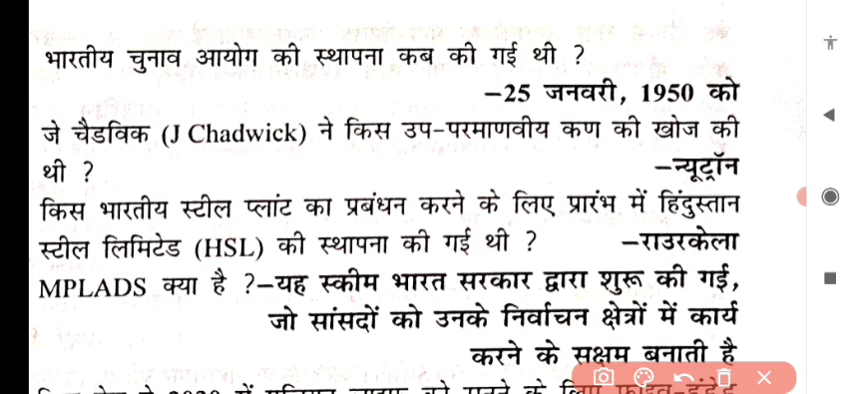 भारतीय चुनाव आयोग की स्थापना कब की गई थी ?
–25 जनवरी, 1950 को
जे चैडविक (J Chadwick) ने किस उप-परमाणवीय कण की खोज की
थी ? –न्यूट्रॉन
किस भारतीय स्टील प्लांट का प्रबंधन करने के लिए प्रारंभ में हिंदुस्तान
स्टील लिमिटेड (HSL) की स्थापना की गई थी ? –राउरकेला
MPLADS क्या है ?–यह स्कीम भारत सरकार द्वारा शुरू की गई,
जो सांसदों को उनके निर्वाचन क्षेत्रों में कार्य
करने के सक्षम बनाती है